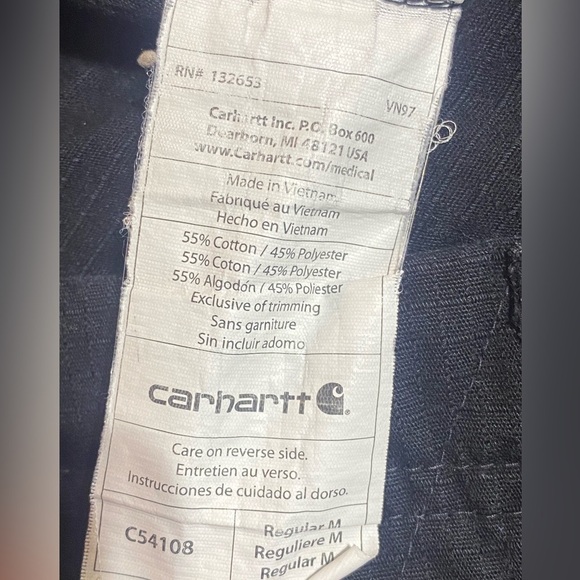 RN# 132653
VN97
Carhartt Inc. P.O. Box 600
Dearborn, MI 48121 USA
www.Carhartt.com/medical
Made in Vietnam
Fabriqué au Vietnam
Hecho en Vietnam
55% Cotton / 45% Polyester
55% Coton / 45% Polyester
55% Algodón / 45% Poliester
Exclusive of trimming
Sans garniture
Sin incluir adorno
carhartt
Care on reverse side.
Entretien au verso.
Instrucciones de cuidado al dorso.
C54108
Regular M
Reguliere M
Regular M